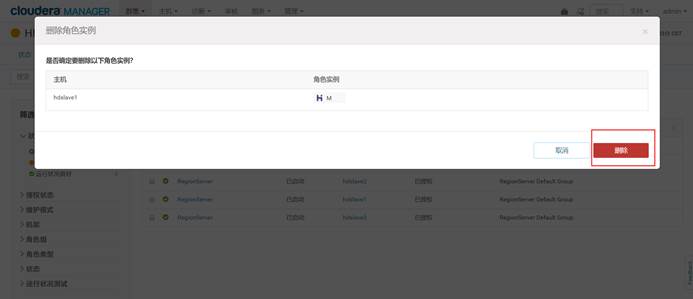 cloudera MANAGER 群集 主机 诊断 审核 图表 管理 搜索 支持 admin
删除角色实例 ×
状态
是否确定要删除以下角色实例?
搜索
主机 角色实例
hdslave1 M
取消 删除
运行状况良好
RegionServer 已启动 hdslave2 已授权 RegionServer Default Group
授权状态
RegionServer 已启动 hdslave1 已授权 RegionServer Default Group
维护模式
机架
RegionServer 已启动 hdslave3 已授权 RegionServer Default Group
角色组
角色类型
状态
运行状况测试
Feedback